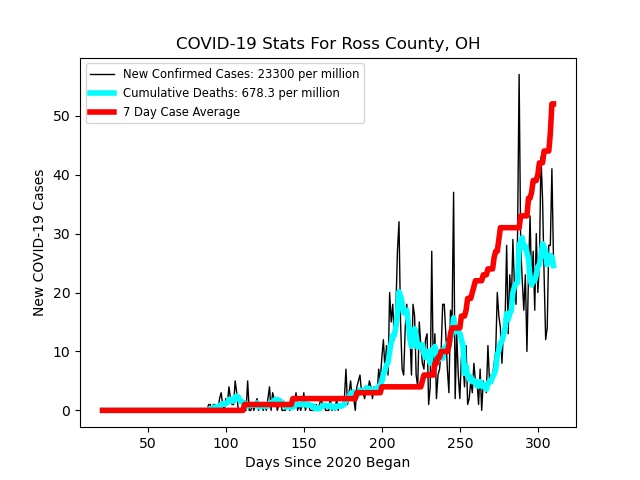 COVID-19 Stats For Ross County, OH
New Confirmed Cases: 23300 per million
Cumulative Deaths: 678.3 per million
7 Day Case Average
New COVID-19 Cases
50
40
30
20
10
0
50 100 150 200 250 300
Days Since 2020 Began